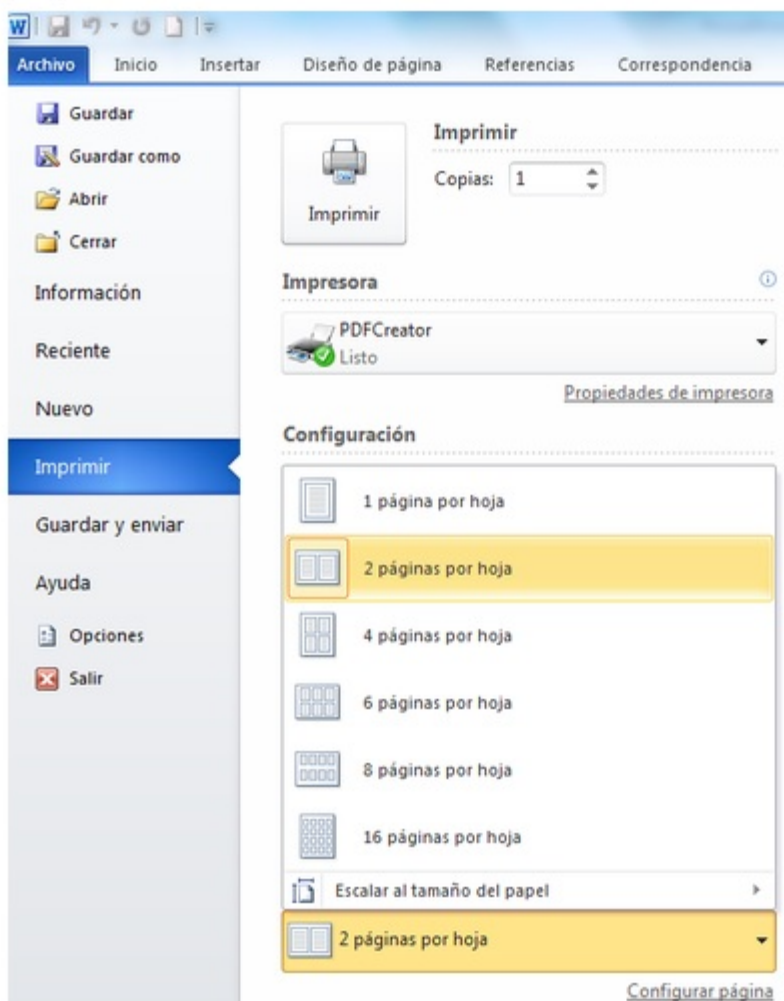 W
Archivo Inicio Insertar Diseño de página Referencias Correspondencia
Guardar
Guardar como
Abrir
Cerrar
Información
Reciente
Nuevo
Imprimir
Guardar y enviar
Ayuda
Opciones
Salir
Imprimir
Imprimir
Copias: 1
Impresora
PDFCreator
Listo
Propiedades de impresora
Configuración
1 página por hoja
2 páginas por hoja
4 páginas por hoja
6 páginas por hoja
8 páginas por hoja
16 páginas por hoja
Escalar al tamaño del papel
2 páginas por hoja
Configurar página